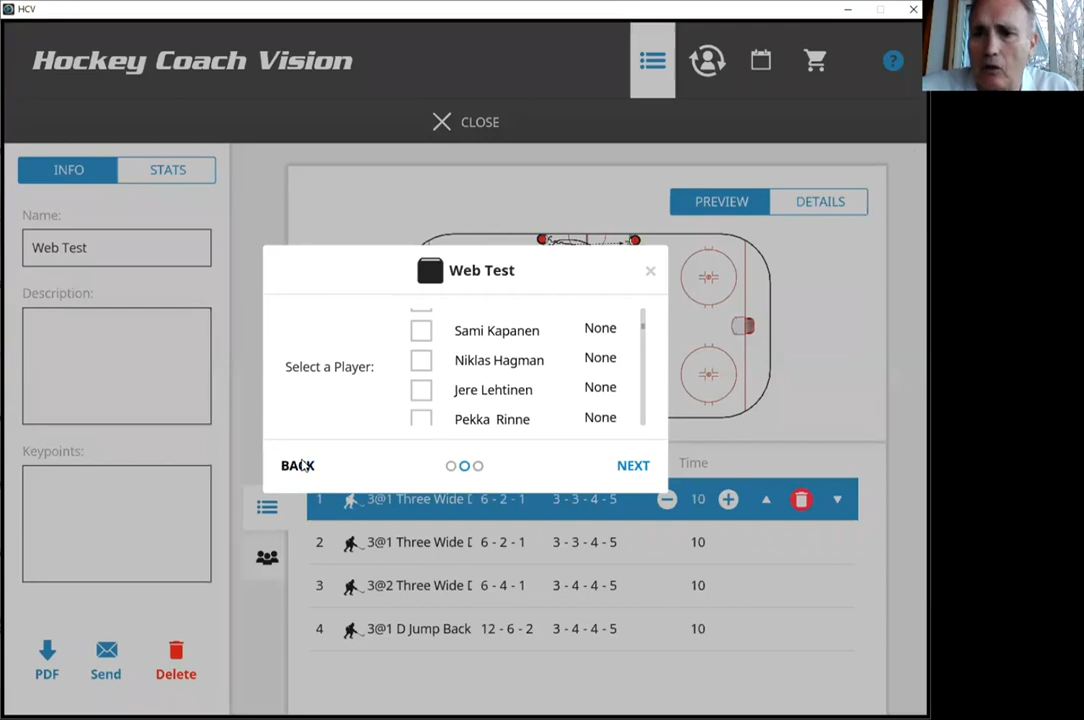 HCV
Hockey Coach Vision
?
CLOSE
INFO STATS
PREVIEW DETAILS
Name:
Web Test
Description:
Keypoints:
Web Test
Select a Player:
Sami Kapanen None
Niklas Hagman None
Jere Lehtinen None
Pekka Rinne None
BACK NEXT
Time
1 3@1 Three Wide D 6 - 2 - 1 3 - 3 - 4 - 5 10
2 3@1 Three Wide D 6 - 2 - 1 3 - 3 - 4 - 5 10
3 3@2 Three Wide D 6 - 4 - 1 3 - 4 - 4 - 5 10
4 3@1 D Jump Back 12 - 6 - 2 3 - 4 - 4 - 5 10
PDF Send Delete